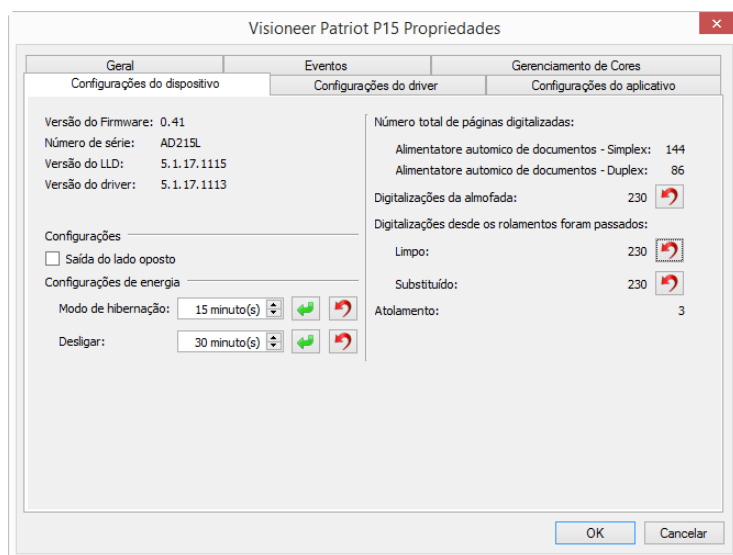 Visioneer Patriot P15 Propriedades
Geral
Eventos
Gerenciamento de Cores
Configurações do dispositivo
Configurações do driver
Configurações do aplicativo
Versão do Firmware: 0.41
Número de série: AD215L
Versão do LLD: 5.1.17.1115
Versão do driver: 5.1.17.1113
Configurações
Saída do lado oposto
Configurações de energia
Modo de hibernação: 15 minuto(s)
Desligar: 30 minuto(s)
Número total de páginas digitalizadas:
Alimentatore automico de documentos - Simplex: 144
Alimentatore automico de documentos - Duplex: 86
Digitalizações da almofada: 230
Digitalizações desde os rolamentos foram passados:
Limpo: 230
Substituído: 230
Atolamento: 3
OK
Cancelar